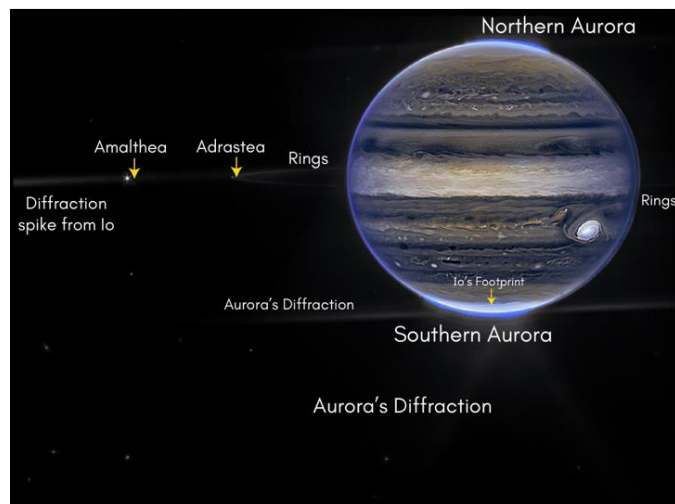 Northern Aurora
Amalthea
Adrastea
Rings
Rings
Diffraction
spike from Io
Io's Footprint
Aurora's Diffraction
Southern Aurora
Aurora's Diffraction